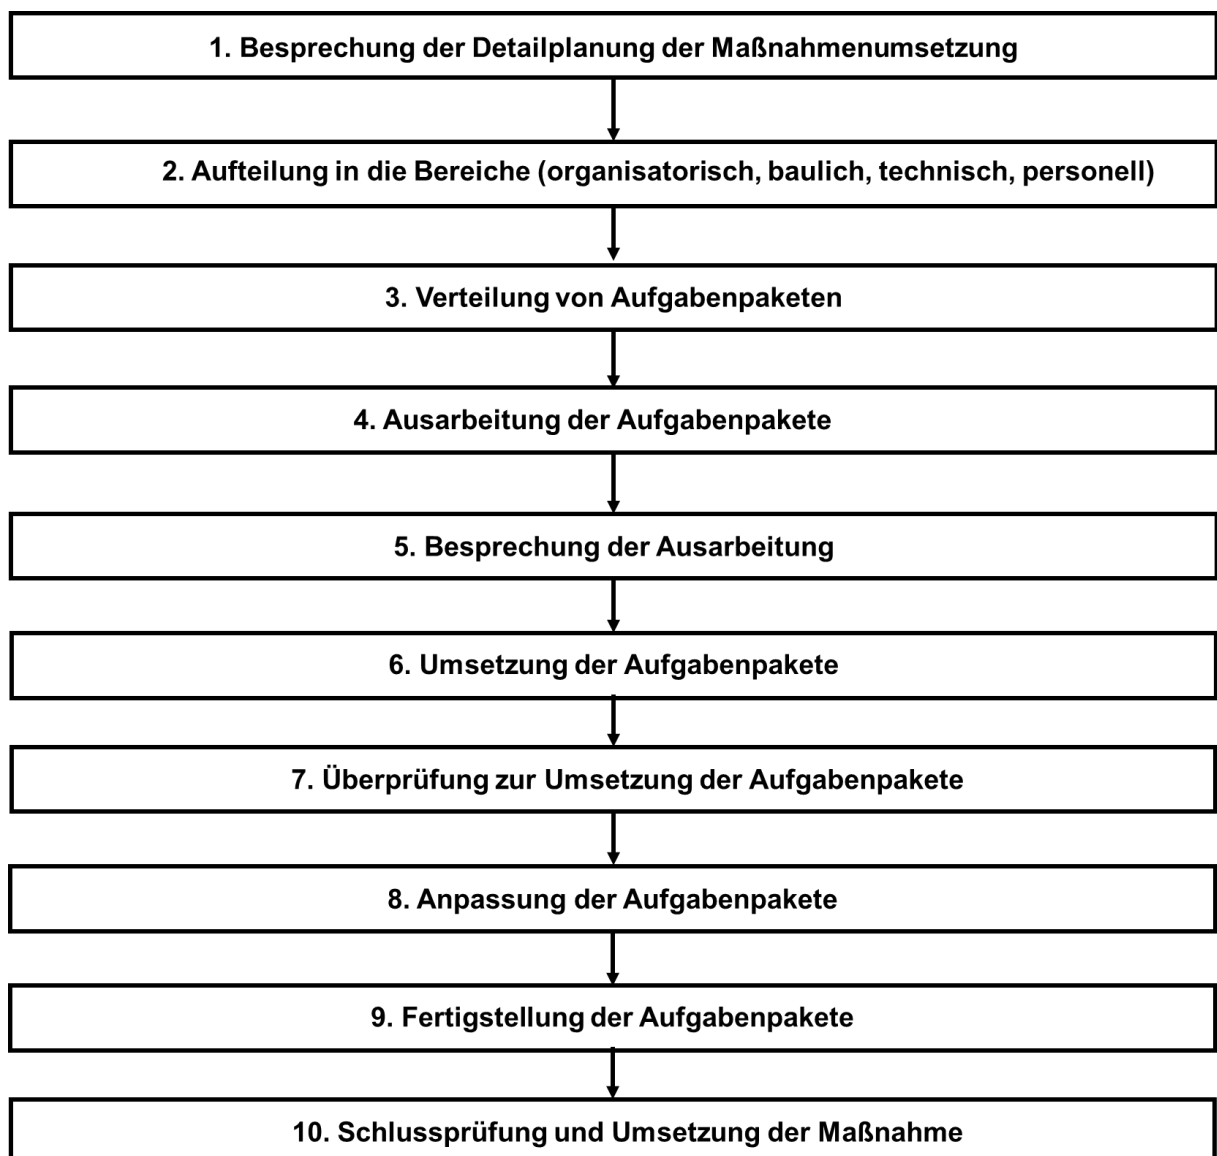 1. Besprechung der Detailplanung der Maßnahmenumsetzung
2. Aufteilung in die Bereiche (organisatorisch, baulich, technisch, personell)
3. Verteilung von Aufgabenpaketen
4. Ausarbeitung der Aufgabenpakete
5. Besprechung der Ausarbeitung
6. Umsetzung der Aufgabenpakete
7. Überprüfung zur Umsetzung der Aufgabenpakete
8. Anpassung der Aufgabenpakete
9. Fertigstellung der Aufgabenpakete
10. Schlussprüfung und Umsetzung der Maßnahme